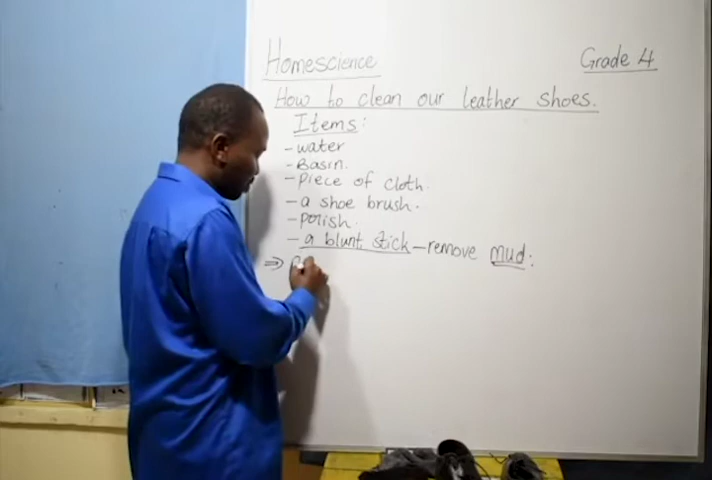 Homescience Grade 4
How to clean our leather shoes.
Items:
- water
- Basin.
- piece of cloth.
- a shoe brush.
- polish.
- a blunt stick - remove mud:
⇒